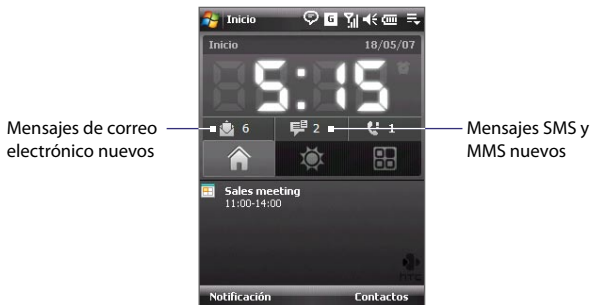 Inicio
G
Inicio 18/05/07
5:15
6 2 1
Mensajes de correo
electrónico nuevos
Mensajes SMS y
MMS nuevos
Sales meeting
11:00-14:00
hTC
Notificación Contactos